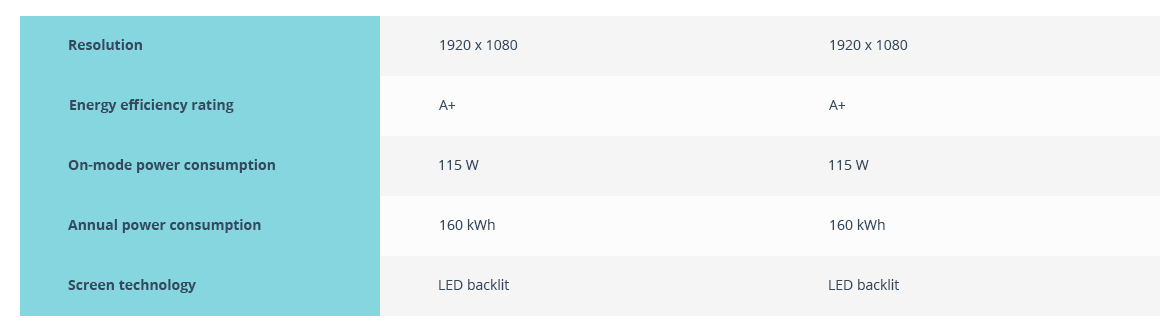 Resolution 1920 x 1080 1920 x 1080
Energy efficiency rating A+ A+
On-mode power consumption 115 W 115 W
Annual power consumption 160 kWh 160 kWh
Screen technology LED backlit LED backlit